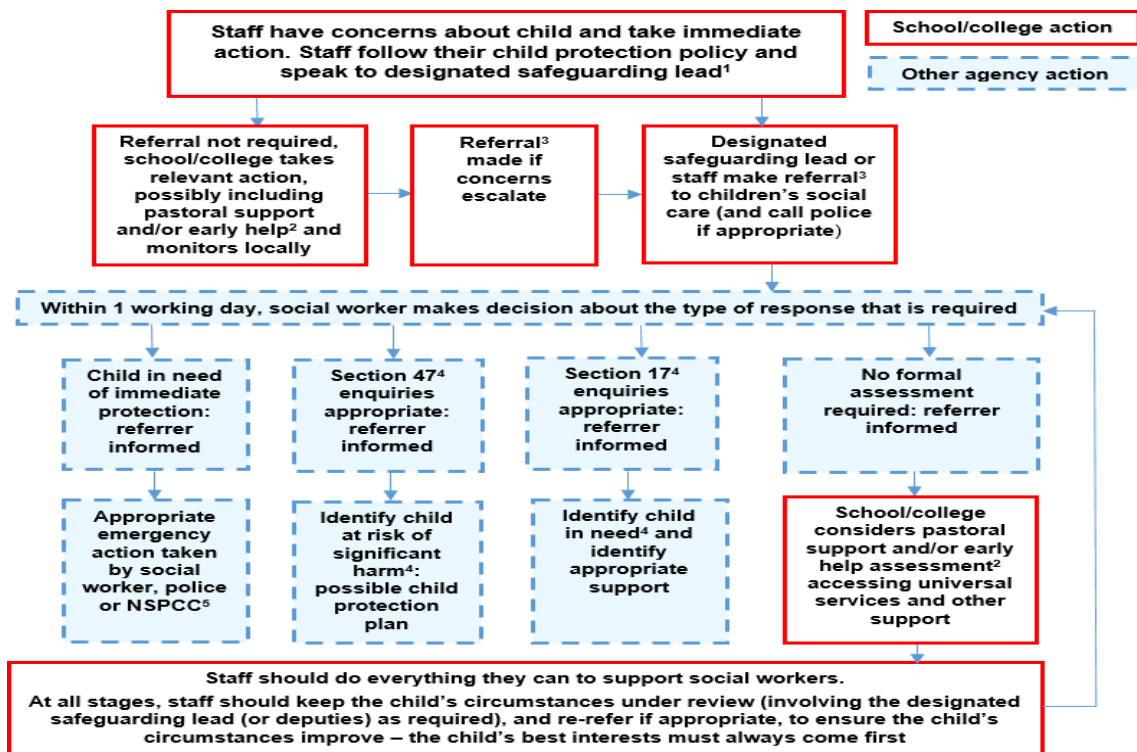 Staff have concerns about child and take immediate
action. Staff follow their child protection policy and
speak to designated safeguarding lead¹
School/college action
Other agency action
Referral not required,
school/college takes
relevant action,
possibly including
pastoral support
and/or early help² and
monitors locally
Referral³
made if
concerns
escalate
Designated
safeguarding lead or
staff make referral³
to children’s social
care (and call police
if appropriate)
Within 1 working day, social worker makes decision about the type of response that is required
Child in need
of immediate
protection:
referrer
informed
Section 47⁴
enquiries
appropriate:
referrer
informed
Section 17⁴
enquiries
appropriate:
referrer
informed
No formal
assessment
required: referrer
informed
Appropriate
emergency
action taken
by social
worker, police
or NSPCC⁵
Identify child
at risk of
significant
harm⁴:
possible child
protection
plan
Identify child
in need⁴ and
identify
appropriate
support
School/college
considers pastoral
support and/or early
help assessment²
accessing universal
services and other
support
Staff should do everything they can to support social workers.
At all stages, staff should keep the child’s circumstances under review (involving the designated
safeguarding lead (or deputies) as required), and re-refer if appropriate, to ensure the child’s
circumstances improve – the child’s best interests must always come first